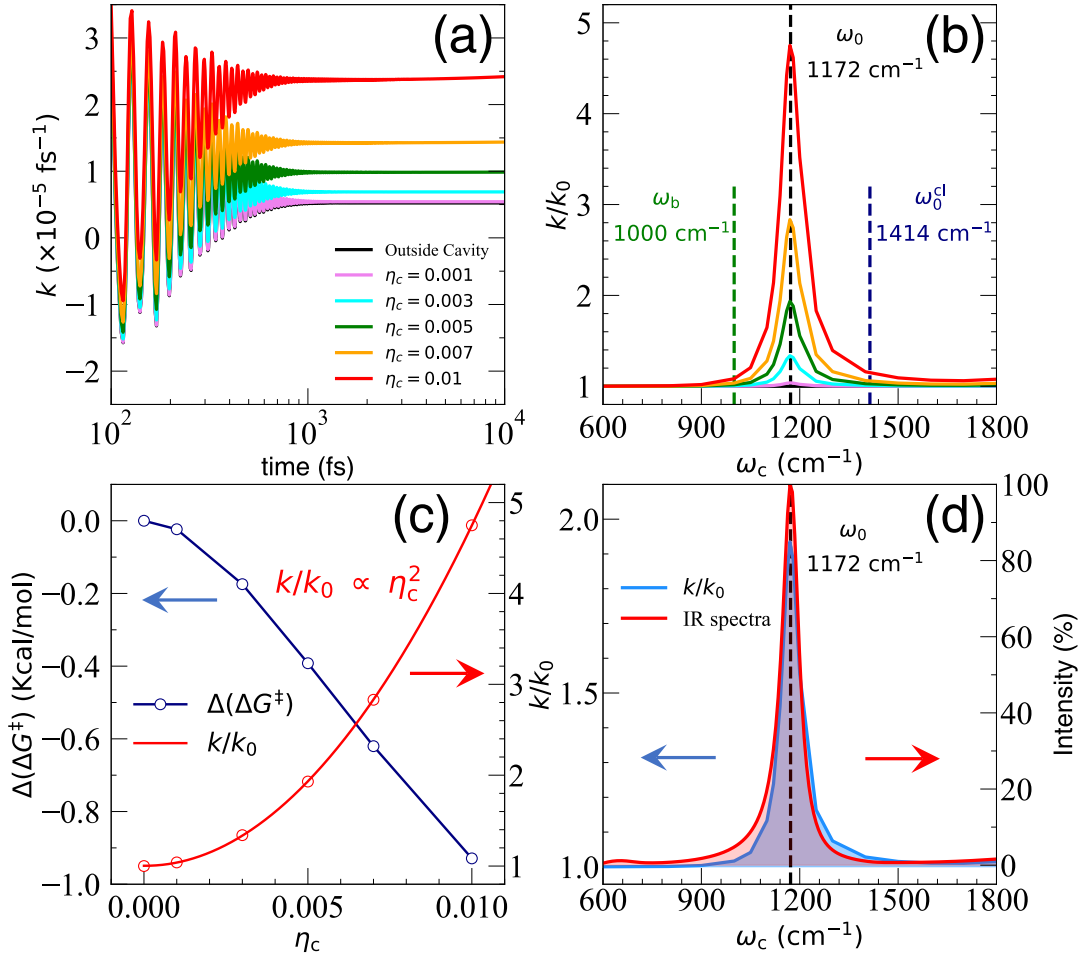 (a)
3
2
1
0
−1
−2
k (×10⁻⁵ fs⁻¹)
Outside Cavity
ηc = 0.001
ηc = 0.003
ηc = 0.005
ηc = 0.007
ηc = 0.01
10² 10³ 10⁴
time (fs)
(b)
5
4
3
2
1
k/k₀
ω₀
1172 cm⁻¹
ωb
1000 cm⁻¹
ω₀ᶜˡ
1414 cm⁻¹
600 900 1200 1500 1800
ωc (cm⁻¹)
(c)
0.0
−0.2
−0.4
−0.6
−0.8
−1.0
Δ(ΔG‡) (Kcal/mol)
k/k₀ ∝ ηc²
Δ(ΔG‡)
k/k₀
5
4
3
2
1
k/k₀
0.000 0.005 0.010
ηc
(d)
2.0
1.5
1.0
ω₀
1172 cm⁻¹
k/k₀
IR spectra
100
80
60
40
20
0
Intensity (%)
600 900 1200 1500 1800
ωc (cm⁻¹)